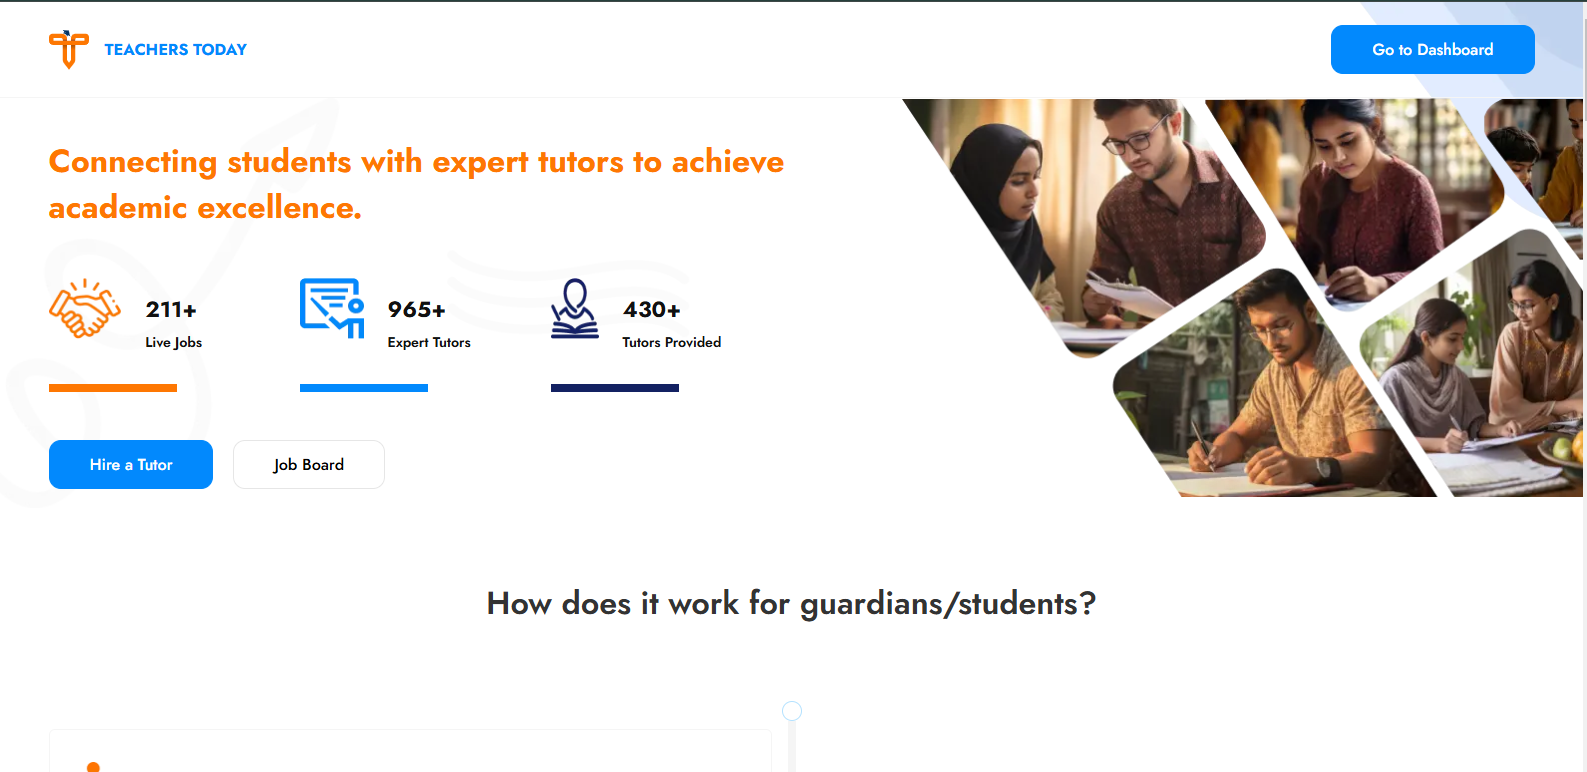 TEACHERS TODAY
Go to Dashboard
Connecting students with expert tutors to achieve
academic excellence.
211+
Live Jobs
965+
Expert Tutors
430+
Tutors Provided
Hire a Tutor
Job Board
How does it work for guardians/students?